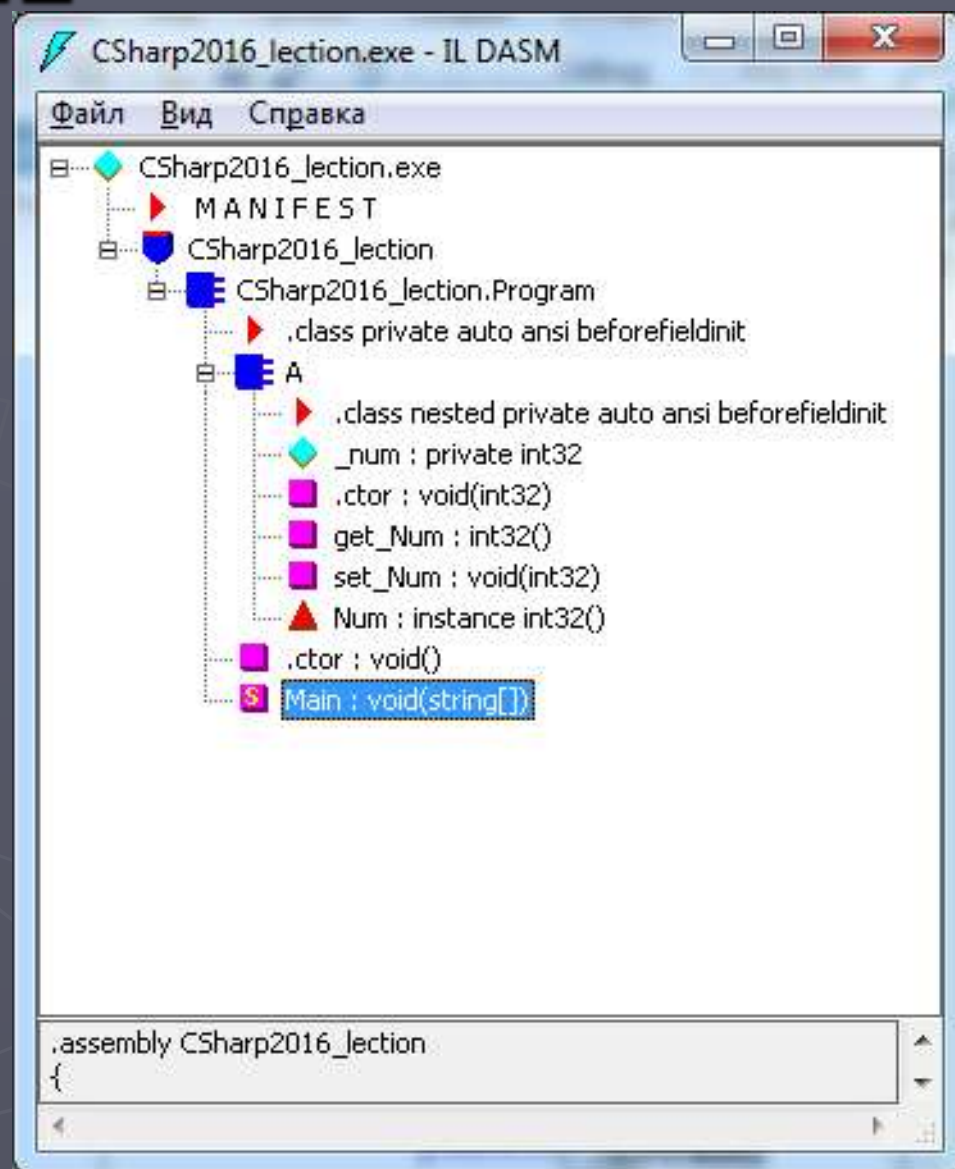 CSharp2016_lection.exe - IL DASM
Файл Вид Справка
CSharp2016_lection.exe
M A N I F E S T
CSharp2016_lection
CSharp2016_lection.Program
.class private auto ansi beforefieldinit
A
.class nested private auto ansi beforefieldinit
_num : private int32
.ctor : void(int32)
get_Num : int32()
set_Num : void(int32)
Num : instance int32()
.ctor : void()
Main : void(string[])
.assembly CSharp2016_lection
{